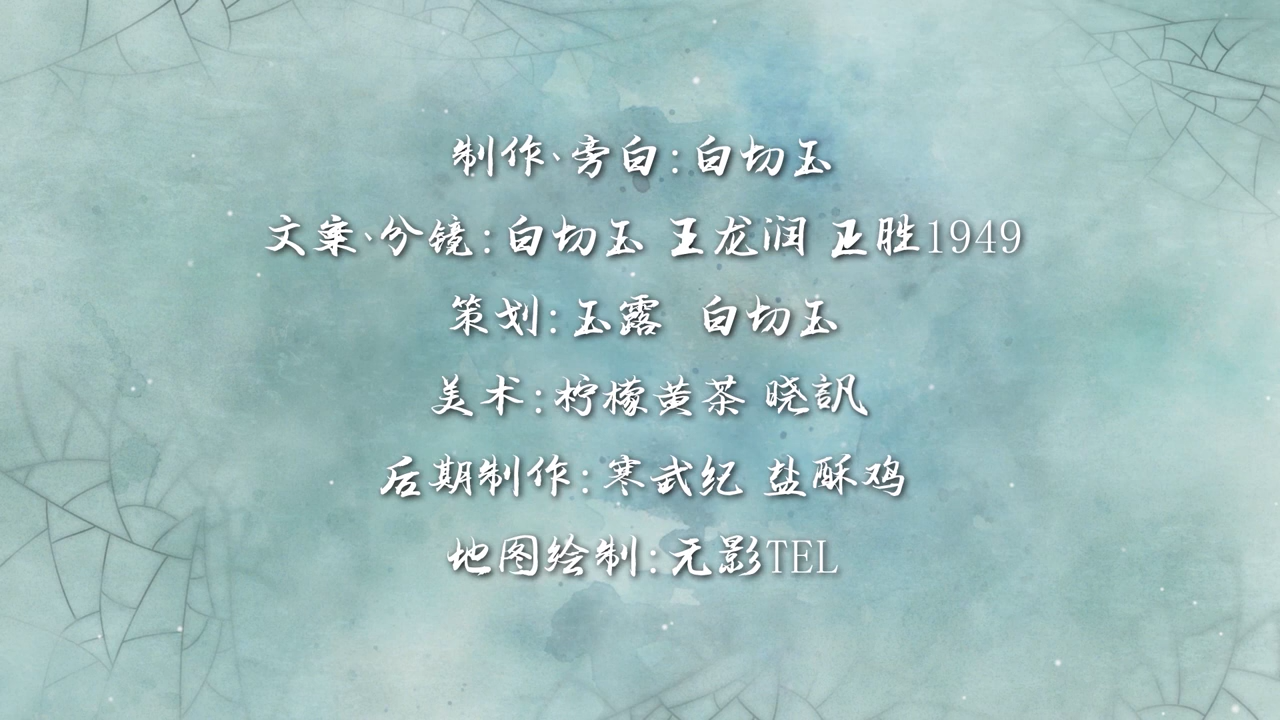 制作、旁白:白切玉
文案、分镜:白切玉 王龙润 卫胜1949
策划:玉露 白切玉
美术:柠檬黄茶 晓訊
后期制作:寒武纪 盐酥鸡
地图绘制:无影TEL